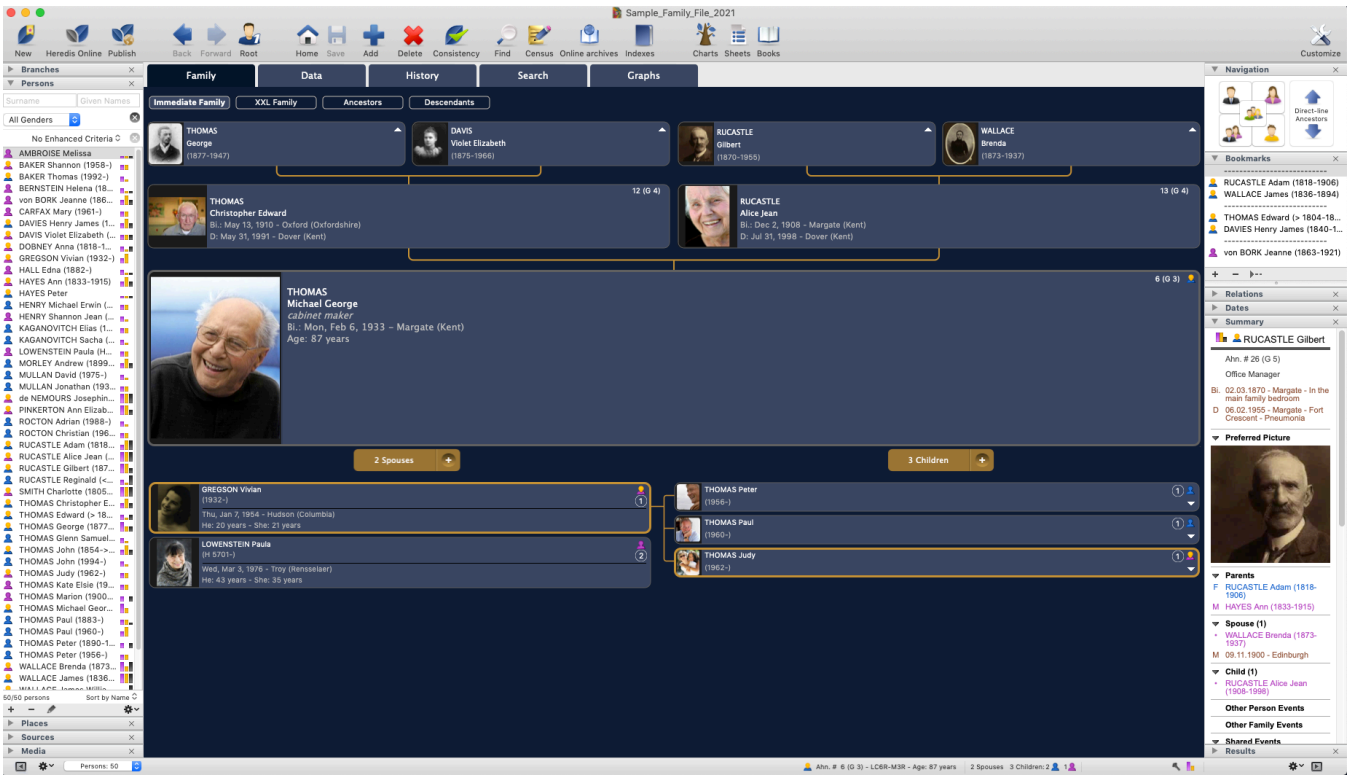 Sample_Family_File_2021
New Heredis Online Publish Back Forward Root Home Save Add Delete Consistency Find Census Online archives Indexes Charts Sheets Books Customize
Branches
Persons
Surname Given Names
All Genders
No Enhanced Criteria
AMBROISE Melissa
BAKER Shannon (1958-)
BAKER Thomas (1992-)
BERNSTEIN Helena (18...
von BORK Jeanne (186...
CARFAX Mary (1961-)
DAVIES Henry James (1...
DAVIS Violet Elizabeth (...
DOBNEY Anna (1818-1...
GREGSON Vivian (1932-)
HALL Edna (1882-)
HAYES Ann (1833-1915)
HAYES Peter
HENRY Michael Erwin (...
HENRY Shannon Jean (...
KAGANOVITCH Elias (1...
KAGANOVITCH Sacha (...
LOWENSTEIN Paula (H...
MORLEY Andrew (1899...
MULLAN David (1975-)
MULLAN Jonathan (193...
de NEMOURS Josephin...
PINKERTON Ann Elizab...
ROCTON Adrian (1988-)
ROCTON Christian (196...
RUCASTLE Adam (1818...
RUCASTLE Alice Jean (...
RUCASTLE Gilbert (187...
RUCASTLE Reginald (<...
SMITH Charlotte (1805...
THOMAS Christopher E...
THOMAS Edward (> 18...
THOMAS George (1877...
THOMAS Glenn Samuel...
THOMAS John (1854->...
THOMAS John (1994-)
THOMAS Judy (1962-)
THOMAS Kate Elsie (19...
THOMAS Marion (1900...
THOMAS Michael Geor...
THOMAS Paul (1883-)
THOMAS Paul (1960-)
THOMAS Peter (1890-1...
THOMAS Peter (1956-)
WALLACE Brenda (1873...
WALLACE James (1836...
WALLACE James Willie
50/50 persons Sort by Name
Places
Sources
Media
Persons: 50
Family Data History Search Graphs
Immediate Family XXL Family Ancestors Descendants
THOMAS
George
(1877-1947)
DAVIS
Violet Elizabeth
(1875-1966)
RUCASTLE
Gilbert
(1870-1955)
WALLACE
Brenda
(1873-1937)
12 (G 4)
THOMAS
Christopher Edward
Bi.: May 13, 1910 - Oxford (Oxfordshire)
D: May 31, 1991 - Dover (Kent)
13 (G 4)
RUCASTLE
Alice Jean
Bi.: Dec 2, 1908 - Margate (Kent)
D: Jul 31, 1998 - Dover (Kent)
6 (G 3)
THOMAS
Michael George
cabinet maker
Bi.: Mon, Feb 6, 1933 - Margate (Kent)
Age: 87 years
2 Spouses +
3 Children +
GREGSON Vivian
(1932-)
1
Thu, Jan 7, 1954 - Hudson (Columbia)
He: 20 years - She: 21 years
LOWENSTEIN Paula
(H 5701-)
2
Wed, Mar 3, 1976 - Troy (Rensselaer)
He: 43 years - She: 35 years
THOMAS Peter
1
(1956-)
THOMAS Paul
1
(1960-)
THOMAS Judy
1
(1962-)
Ahn. # 6 (G 3) - LC6R-M3R - Age: 87 years 2 Spouses 3 Children: 2 1
Navigation
Direct-line
Ancestors
Bookmarks
RUCASTLE Adam (1818-1906)
WALLACE James (1836-1894)
THOMAS Edward (> 1804-18...
DAVIES Henry James (1840-1...
von BORK Jeanne (1863-1921)
Relations
Dates
Summary
RUCASTLE Gilbert
Ahn. # 26 (G 5)
Office Manager
Bi. 02.03.1870 - Margate - In the
main family bedroom
D 06.02.1955 - Margate - Fort
Crescent - Pneumonia
Preferred Picture
Parents
F RUCASTLE Adam (1818-
1906)
M HAYES Ann (1833-1915)
Spouse (1)
WALLACE Brenda (1873-
1937)
M 09.11.1900 - Edinburgh
Child (1)
RUCASTLE Alice Jean
(1908-1998)
Other Person Events
Other Family Events
Shared Events
Results